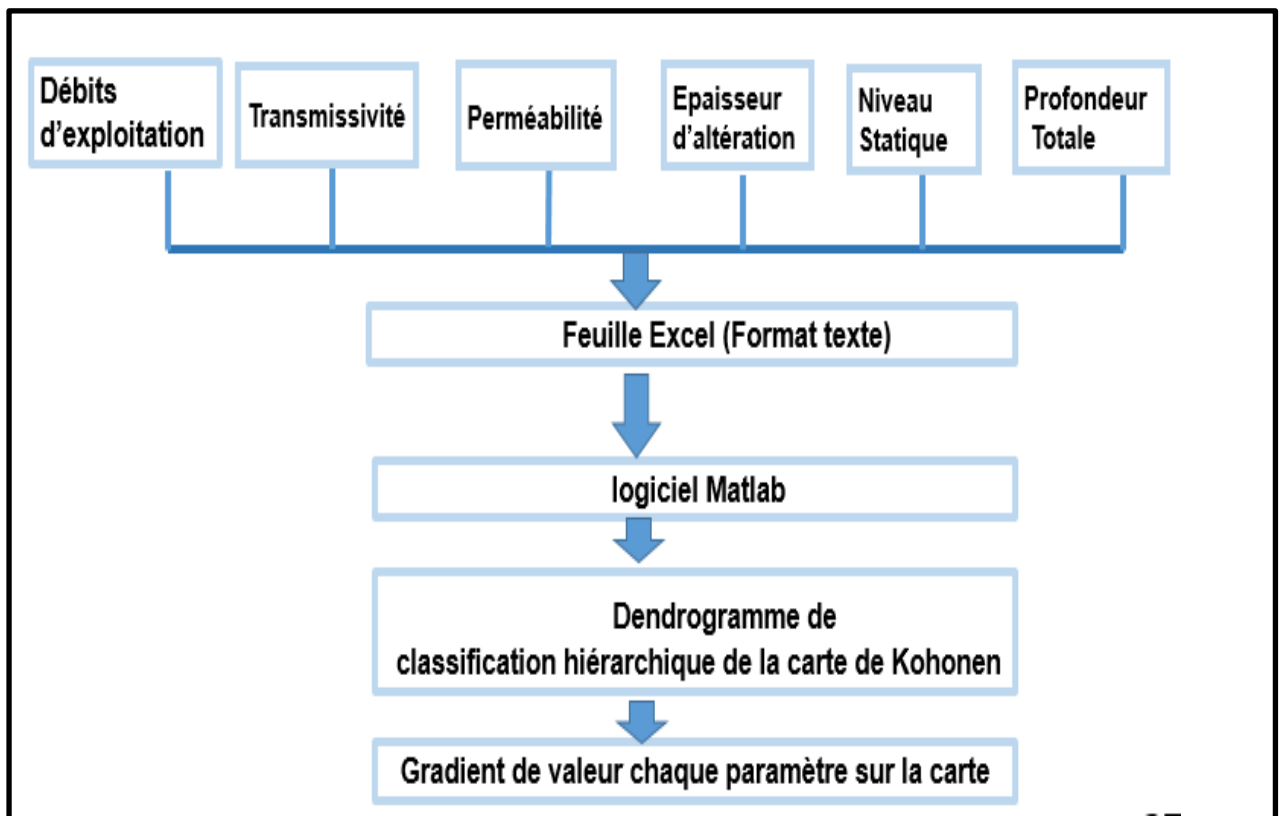 Débits
d'exploitation
Transmissivité
Perméabilité
Epaisseur
d'altération
Niveau
Statique
Profondeur
Totale
Feuille Excel (Format texte)
logiciel Matlab
Dendrogramme de
classification hiérarchique de la carte de Kohonen
Gradient de valeur chaque paramètre sur la carte